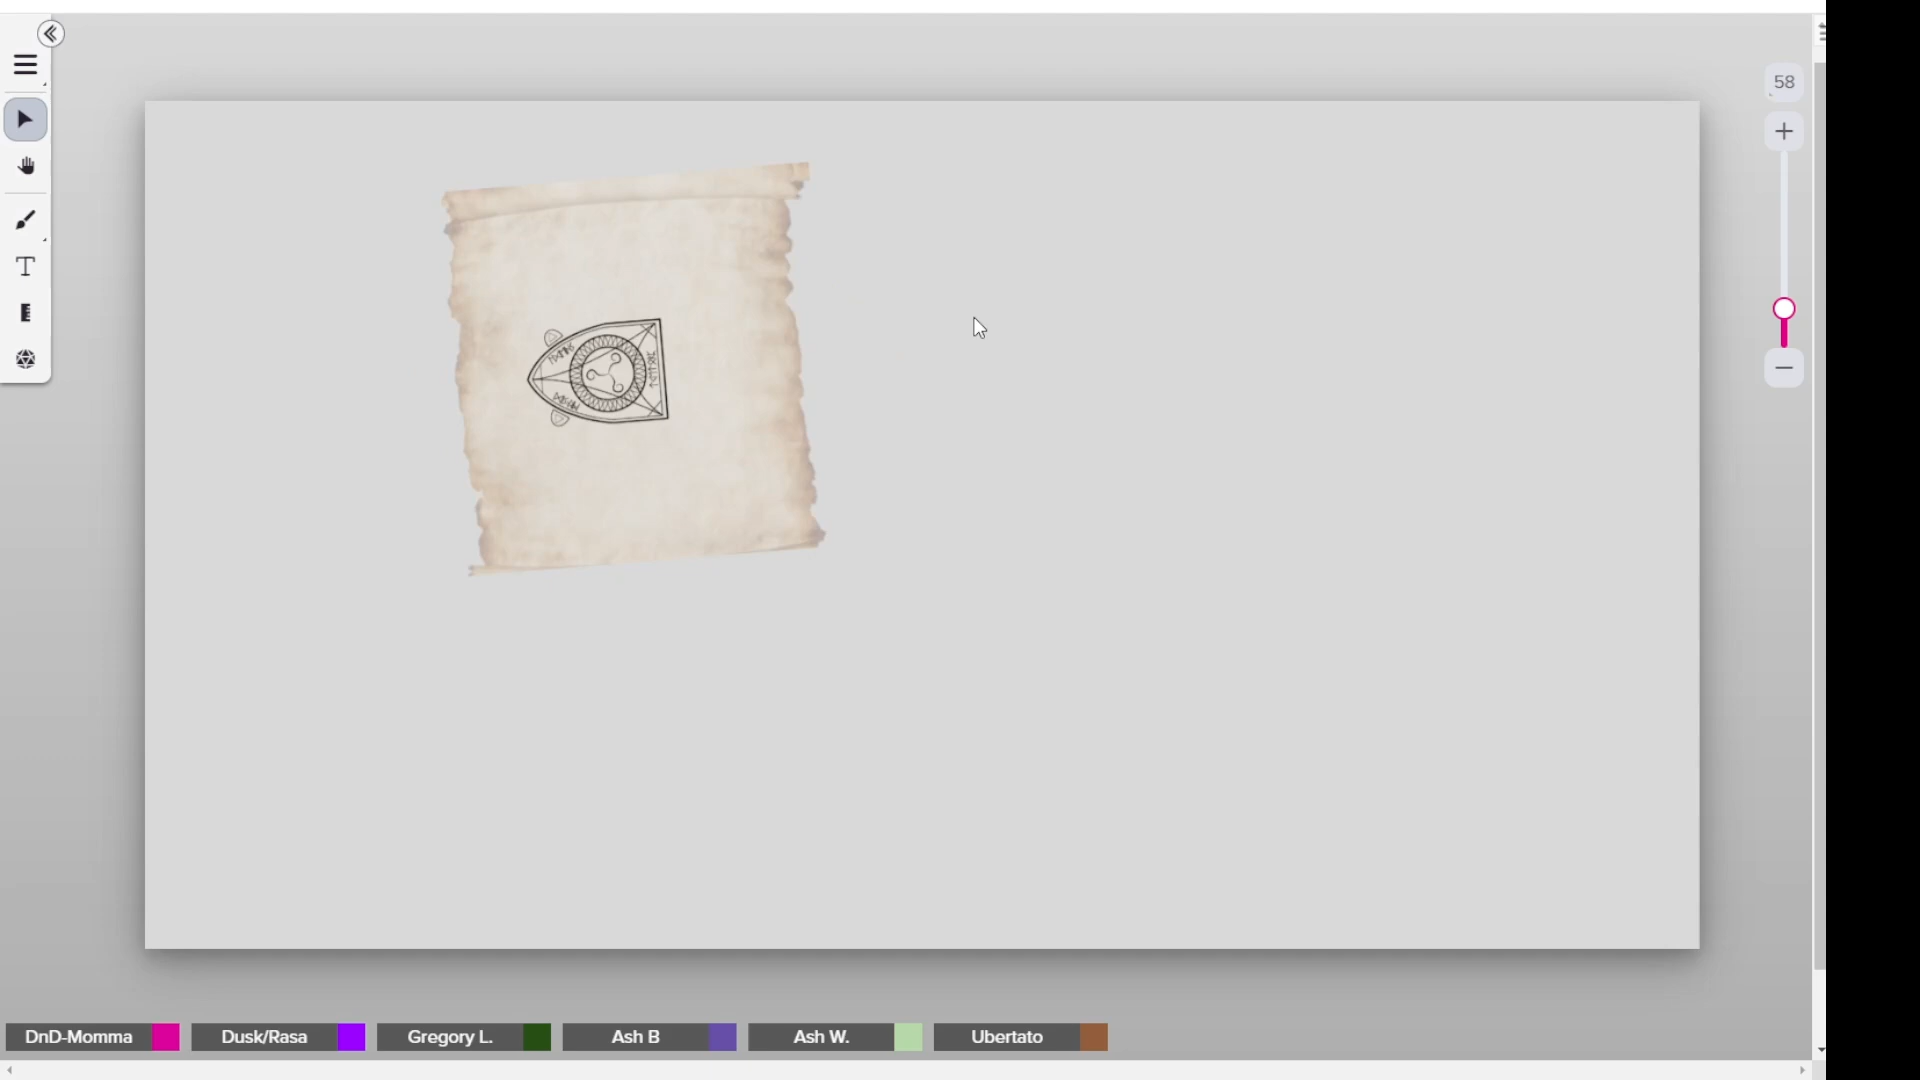 58
DnD-Momma
Dusk/Rasa
Gregory L.
Ash B
Ash W.
Ubertato